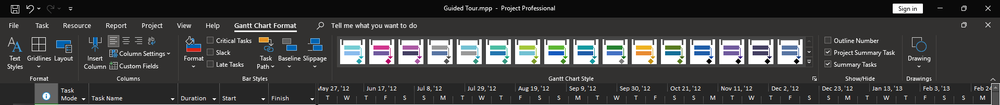 Guided Tour.mpp - Project Professional
Sign in
File Task Resource Report Project View Help Gantt Chart Format Tell me what you want to do
Text Styles
Gridlines
Layout
Format
Insert Column
ab
Column Settings
Custom Fields
Columns
Format
Critical Tasks
Slack
Late Tasks
Task Path
Baseline
Slippage
Bar Styles
Gantt Chart Style
Outline Number
Project Summary Task
Summary Tasks
Show/Hide
Drawing
Drawings
Task Mode
Task Name
Duration
Start
Finish
May 27, '12 Jun 17, '12 Jul 8, '12 Jul 29, '12 Aug 19, '12 Sep 9, '12 Sep 30, '12 Oct 21, '12 Nov 11, '12 Dec 2, '12 Dec 23, '12 Jan 13, '13 Feb 3, '13 Feb 24
T W T F S S M T W T F S S M T W T F S S M T W T F S S M T W T F S S M